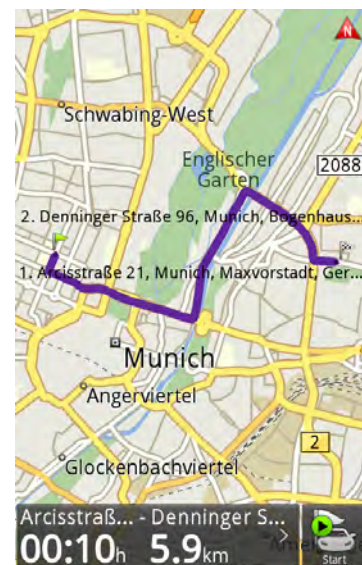 N
Schwabing-West
Englischer
Garten
2088
2. Denninger Straße 96, Munich, Bogenhaus...
1. Arcisstraße 21, Munich, Maxvorstadt, Ger...
Munich
Angerviertel
2
Glockenbachviertel
Arcisstraß... - Denninger S...
00:10h 5.9km
Start